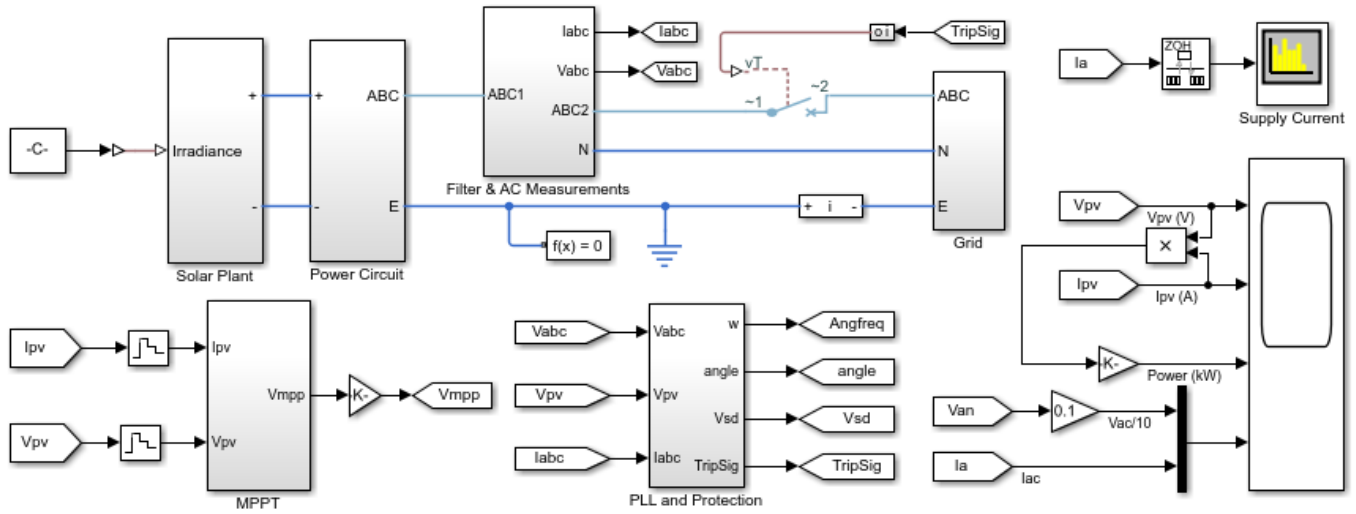 -C-
Irradiance
+
-
Solar Plant
+
-
ABC
E
Power Circuit
ABC1
Iabc
Vabc
ABC2
N
Filter & AC Measurements
Iabc
Vabc
vT
o i
TripSig
~1
~2
f(x) = 0
+ i -
ABC
N
E
Grid
Ia
ZOH
Supply Current
Vpv
Vpv (V)
×
Ipv
Ipv (A)
-K-
Power (kW)
Van
0.1
Vac/10
Ia
Iac
Ipv
Vpv
Ipv
Vpv
Vmpp
MPPT
-K-
Vmpp
Vabc
Vpv
Iabc
Vabc
Vpv
Iabc
w
angle
Vsd
TripSig
PLL and Protection
Angfreq
angle
Vsd
TripSig